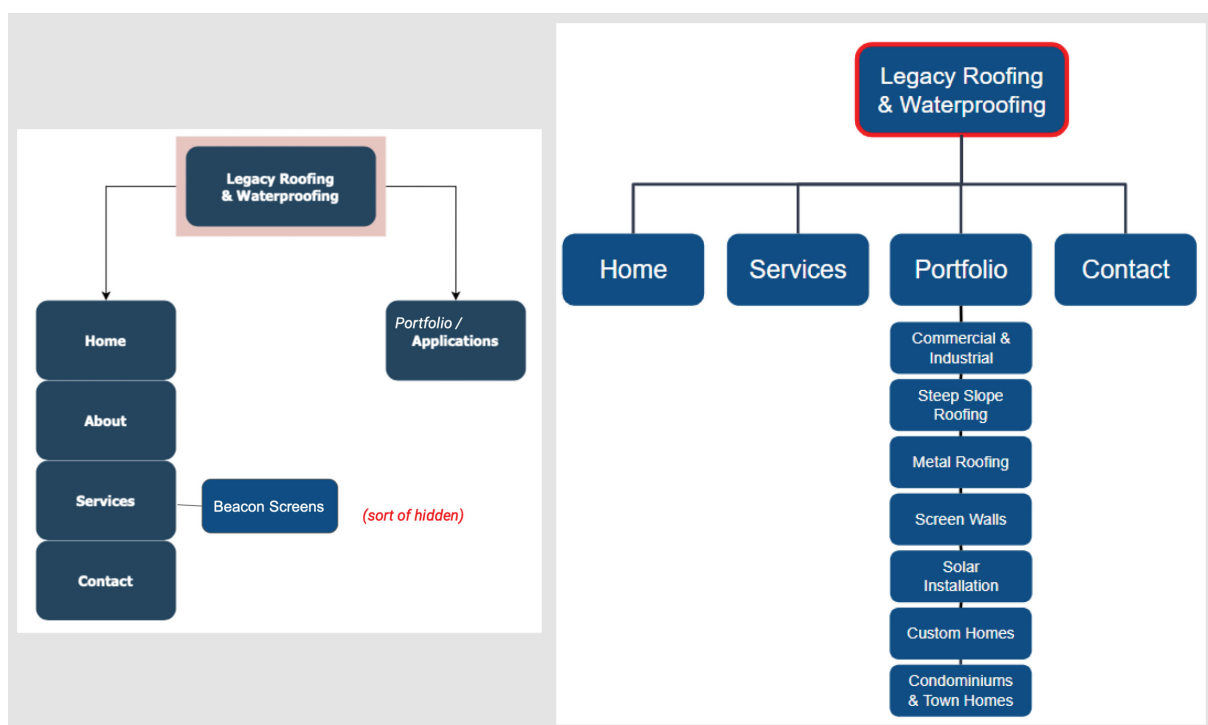 Legacy Roofing
& Waterproofing
Home
About
Services
Contact
Portfolio /
Applications
Beacon Screens
(sort of hidden)
Legacy Roofing
& Waterproofing
Home
Services
Portfolio
Contact
Commercial &
Industrial
Steep Slope
Roofing
Metal Roofing
Screen Walls
Solar
Installation
Custom Homes
Condominiums
& Town Homes